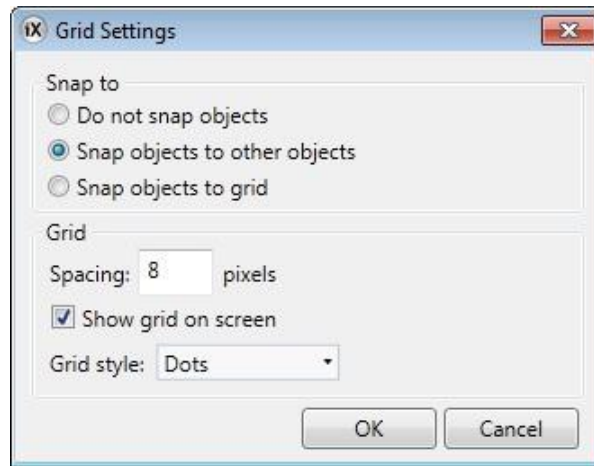 iX Grid Settings
Snap to
Do not snap objects
Snap objects to other objects
Snap objects to grid
Grid
Spacing: 8 pixels
Show grid on screen
Grid style: Dots
OK Cancel